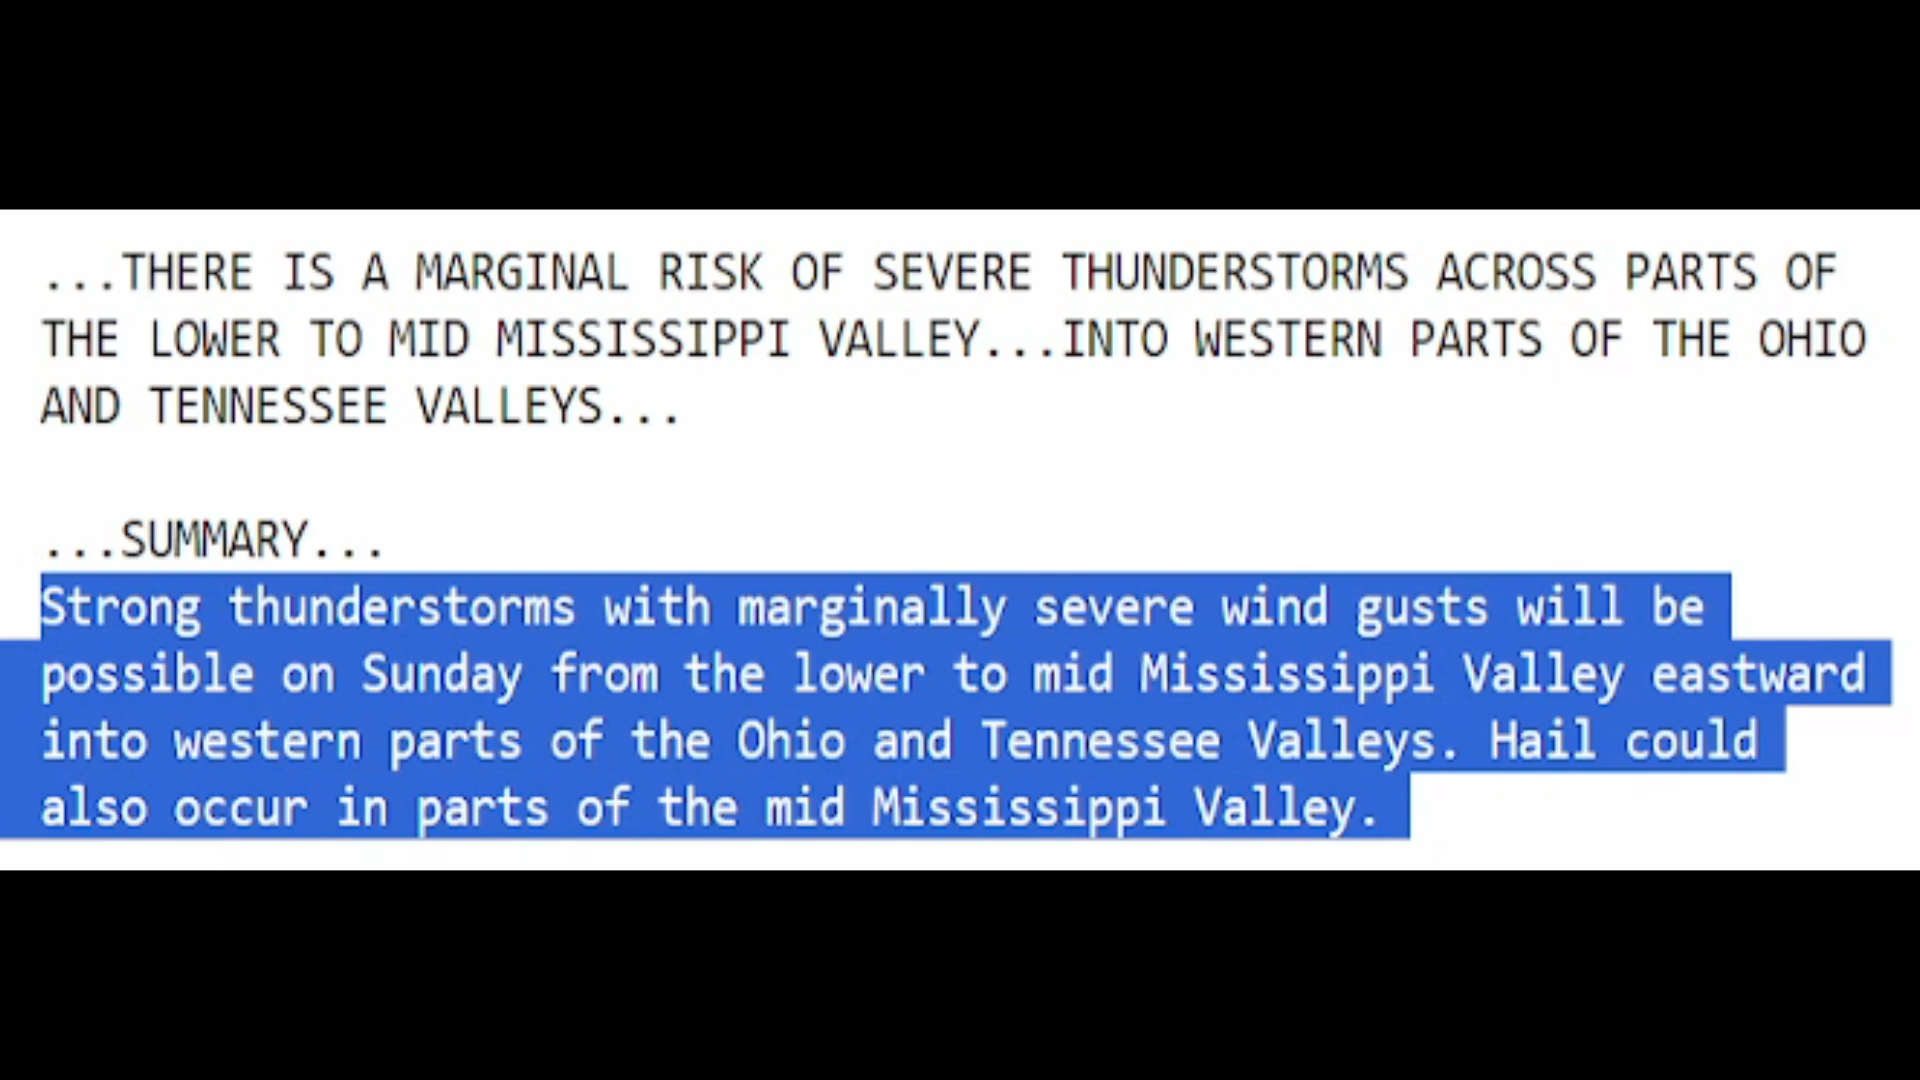 ...THERE IS A MARGINAL RISK OF SEVERE THUNDERSTORMS ACROSS PARTS OF
THE LOWER TO MID MISSISSIPPI VALLEY...INTO WESTERN PARTS OF THE OHIO
AND TENNESSEE VALLEYS...
...SUMMARY...
Strong thunderstorms with marginally severe wind gusts will be
possible on Sunday from the lower to mid Mississippi Valley eastward
into western parts of the Ohio and Tennessee Valleys. Hail could
also occur in parts of the mid Mississippi Valley.